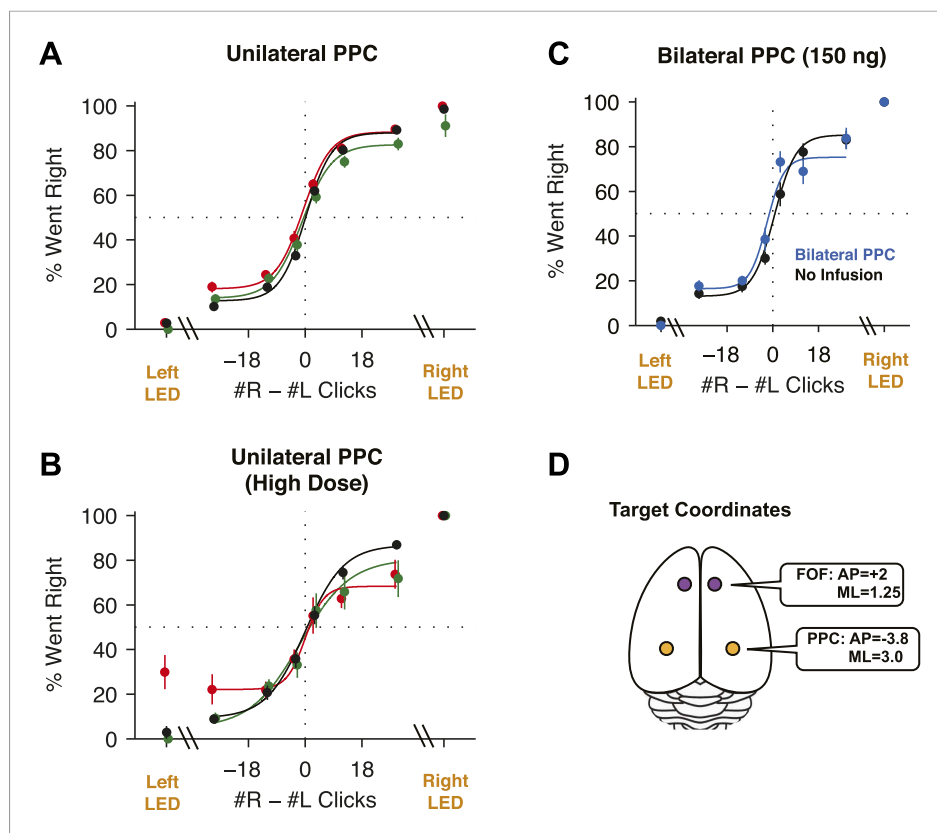 A
Unilateral PPC
% Went Right
100
80
60
40
20
0
−18
0
18
Left
LED
#R − #L Clicks
Right
LED
C
Bilateral PPC (150 ng)
% Went Right
100
80
60
40
20
0
Bilateral PPC
No Infusion
−18
0
18
Left
LED
#R − #L Clicks
Right
LED
B
Unilateral PPC
(High Dose)
% Went Right
100
80
60
40
20
0
−18
0
18
Left
LED
#R − #L Clicks
Right
LED
D
Target Coordinates
FOF: AP=+2
ML=1.25
PPC: AP=-3.8
ML=3.0